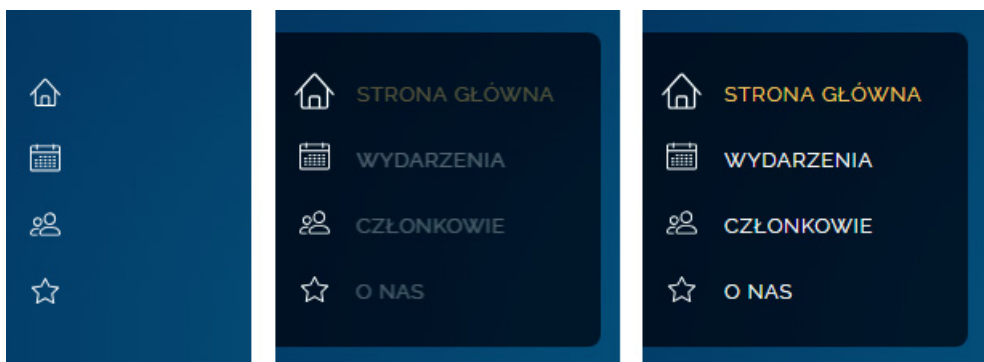 STRONA GŁÓWNA
WYDARZENIA
CZŁONKOWIE
O NAS
STRONA GŁÓWNA
WYDARZENIA
CZŁONKOWIE
O NAS